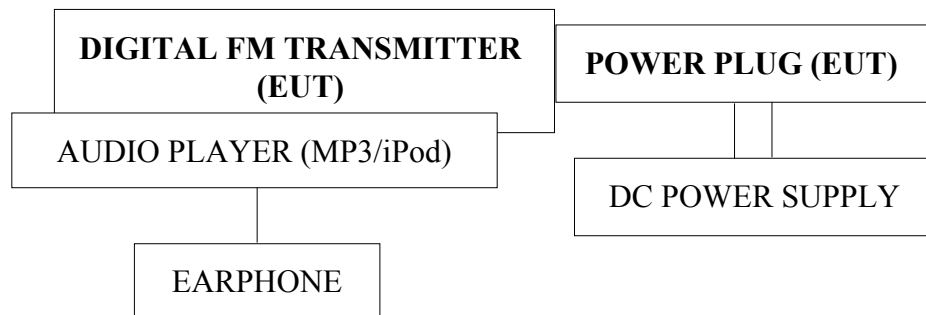 DIGITAL FM TRANSMITTER
(EUT)
POWER PLUG (EUT)
AUDIO PLAYER (MP3/iPod)
DC POWER SUPPLY
EARPHONE